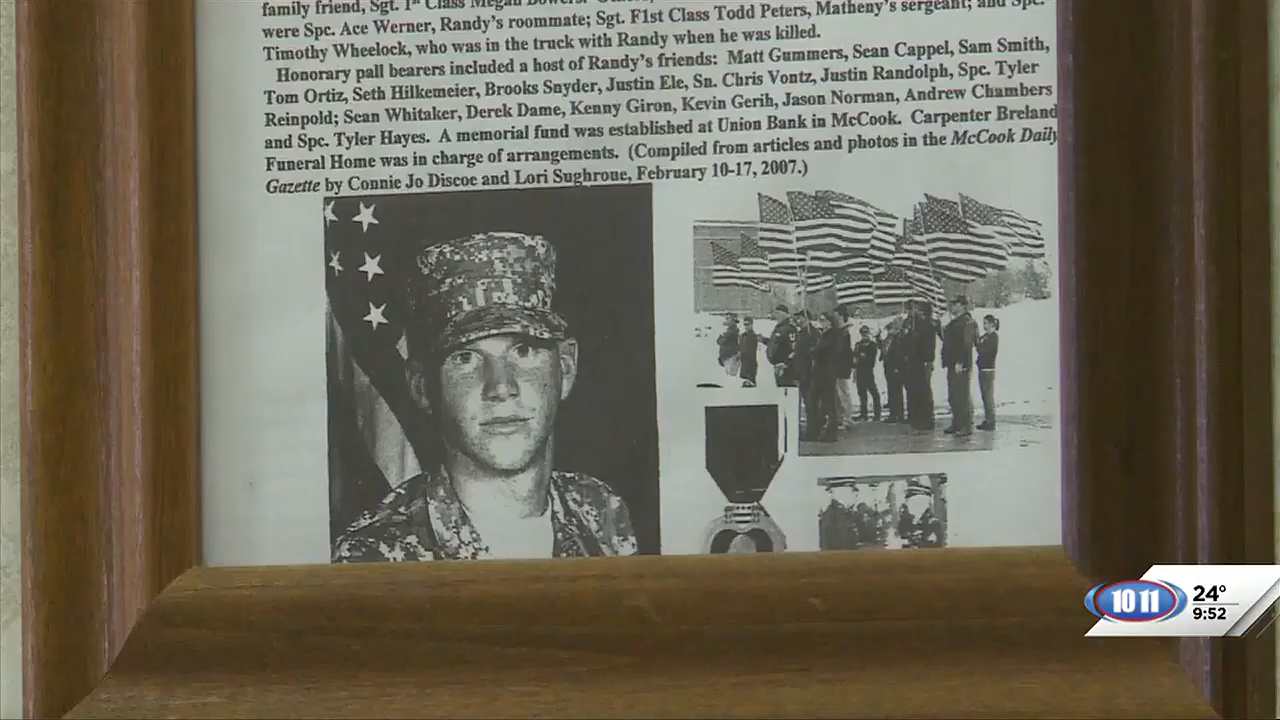 family friend, Sgt. 1st Class Megan
were Spc. Ace Werner, Randy's roommate; Sgt. F1st Class Todd Peters, Matheny's sergeant; and Spc.
Timothy Wheelock, who was in the truck with Randy when he was killed.
Honorary pall bearers included a host of Randy's friends: Matt Gummers, Sean Cappel, Sam Smith,
Tom Ortiz, Seth Hilkemeier, Brooks Snyder, Justin Ele, Sn. Chris Vontz, Justin Randolph, Spc. Tyler
Reinpold; Sean Whitaker, Derek Dame, Kenny Giron, Kevin Gerih, Jason Norman, Andrew Chambers
and Spc. Tyler Hayes. A memorial fund was established at Union Bank in McCook. Carpenter Breland
Funeral Home was in charge of arrangements. (Compiled from articles and photos in the McCook Daily
Gazette by Connie Jo Discoe and Lori Sughroue, February 10-17, 2007.)
10 11
24°
9:52